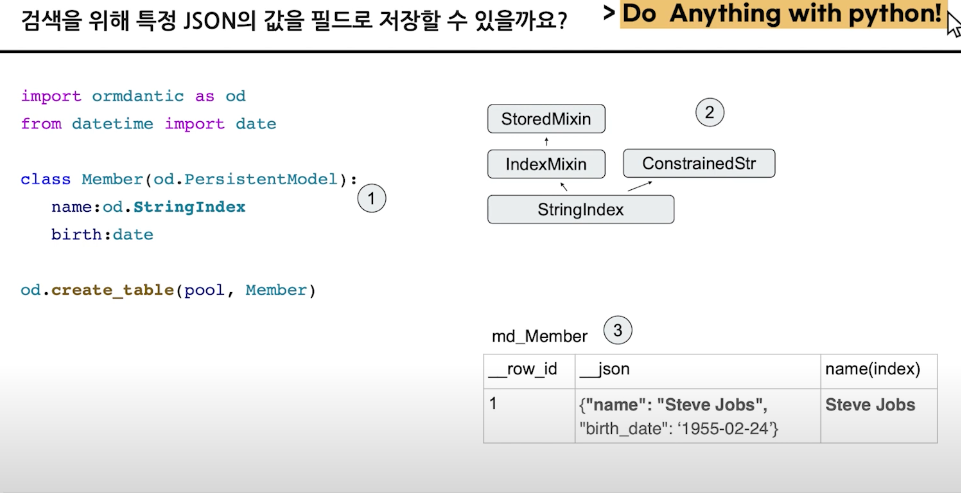 검색을 위해 특정 JSON의 값을 필드로 저장할 수 있을까요?
> Do Anything with python!
import ormdantic as od
from datetime import date
class Member(od.PersistentModel):
name:od.StringIndex
birth:date
od.create_table(pool, Member)
1
2
StoredMixin
IndexMixin
ConstrainedStr
StringIndex
md_Member
3
__row_id
__json
name(index)
1
{"name": "Steve Jobs",
"birth_date": ‘1955-02-24’}
Steve Jobs